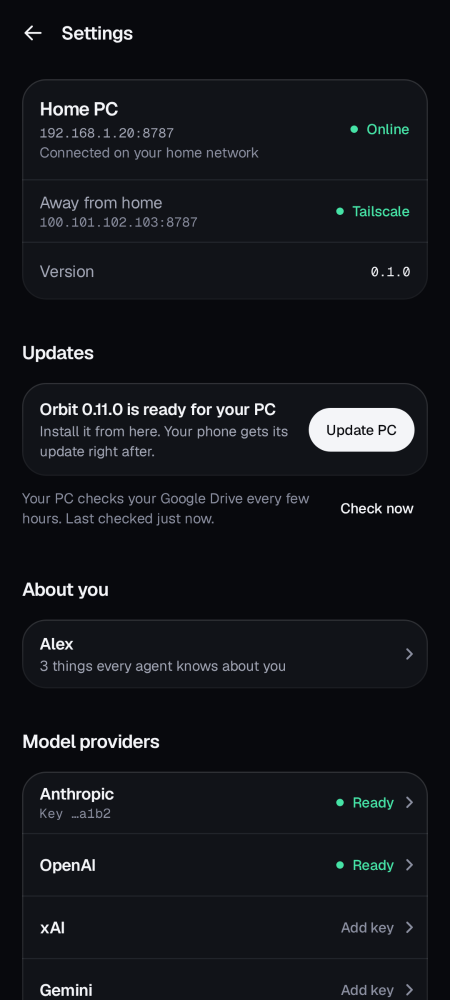 Settings
Home PC
192.168.1.20:8787
Connected on your home network
Online
Away from home
100.101.102.103:8787
Tailscale
Version
0.1.0
Updates
Orbit 0.11.0 is ready for your PC
Install it from here. Your phone gets its
update right after.
Update PC
Your PC checks your Google Drive every few
hours. Last checked just now.
Check now
About you
Alex
3 things every agent knows about you
Model providers
Anthropic
Key …a1b2
Ready
OpenAI
Ready
xAI
Add key
Gemini
Add key